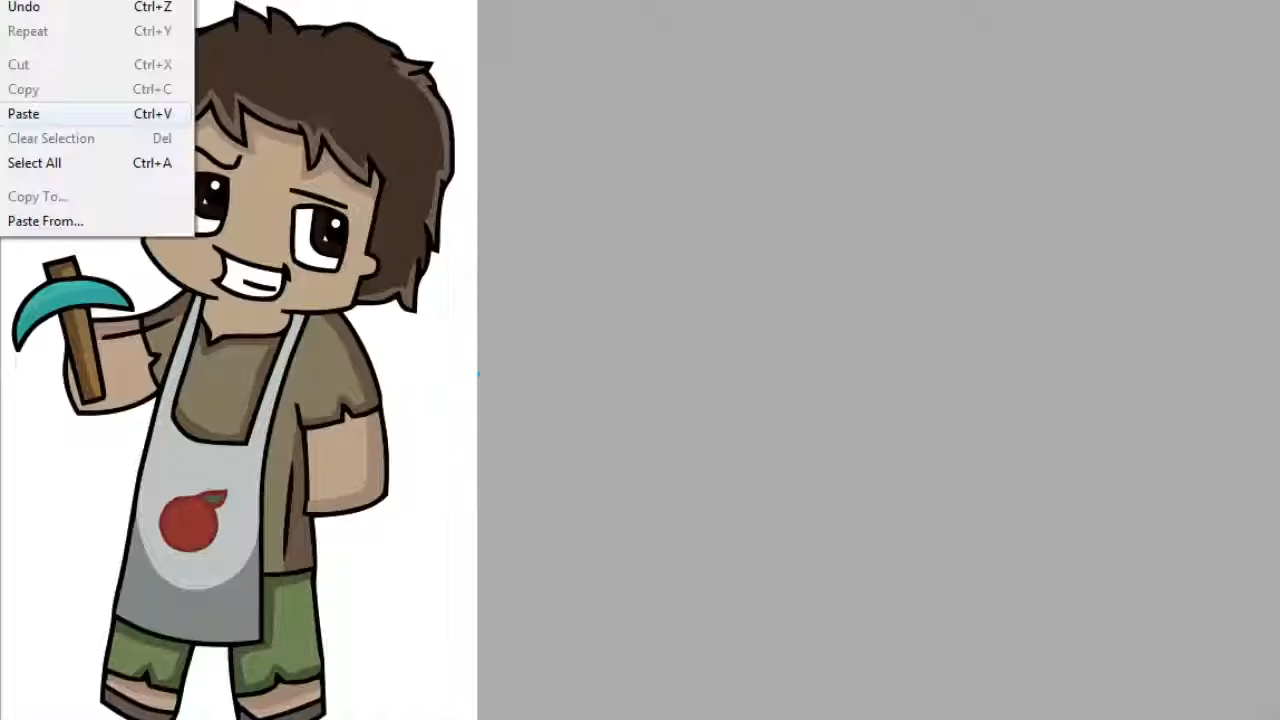 Undo Ctrl+Z
Repeat Ctrl+Y
Cut Ctrl+X
Copy Ctrl+C
Paste Ctrl+V
Clear Selection Del
Select All Ctrl+A
Copy To...
Paste From...